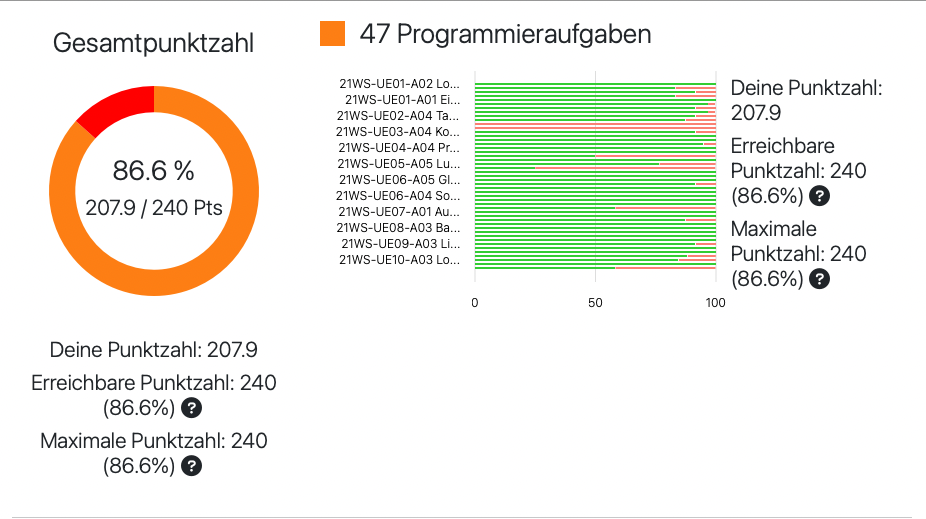 Gesamtpunktzahl
86.6 %
207.9 / 240 Pts
Deine Punktzahl: 207.9
Erreichbare Punktzahl: 240
(86.6%) ?
Maximale Punktzahl: 240
(86.6%) ?
47 Programmieraufgaben
21WS-UE01-A02 Lo...
21WS-UE01-A01 Ei...
21WS-UE02-A04 Ta...
21WS-UE03-A04 Ko...
21WS-UE04-A04 Pr...
21WS-UE05-A05 Lu...
21WS-UE06-A05 Gl...
21WS-UE06-A04 So...
21WS-UE07-A01 Au...
21WS-UE08-A03 Ba...
21WS-UE09-A03 Li...
21WS-UE10-A03 Lo...
0 50 100
Deine Punktzahl:
207.9
Erreichbare
Punktzahl: 240
(86.6%) ?
Maximale
Punktzahl: 240
(86.6%) ?